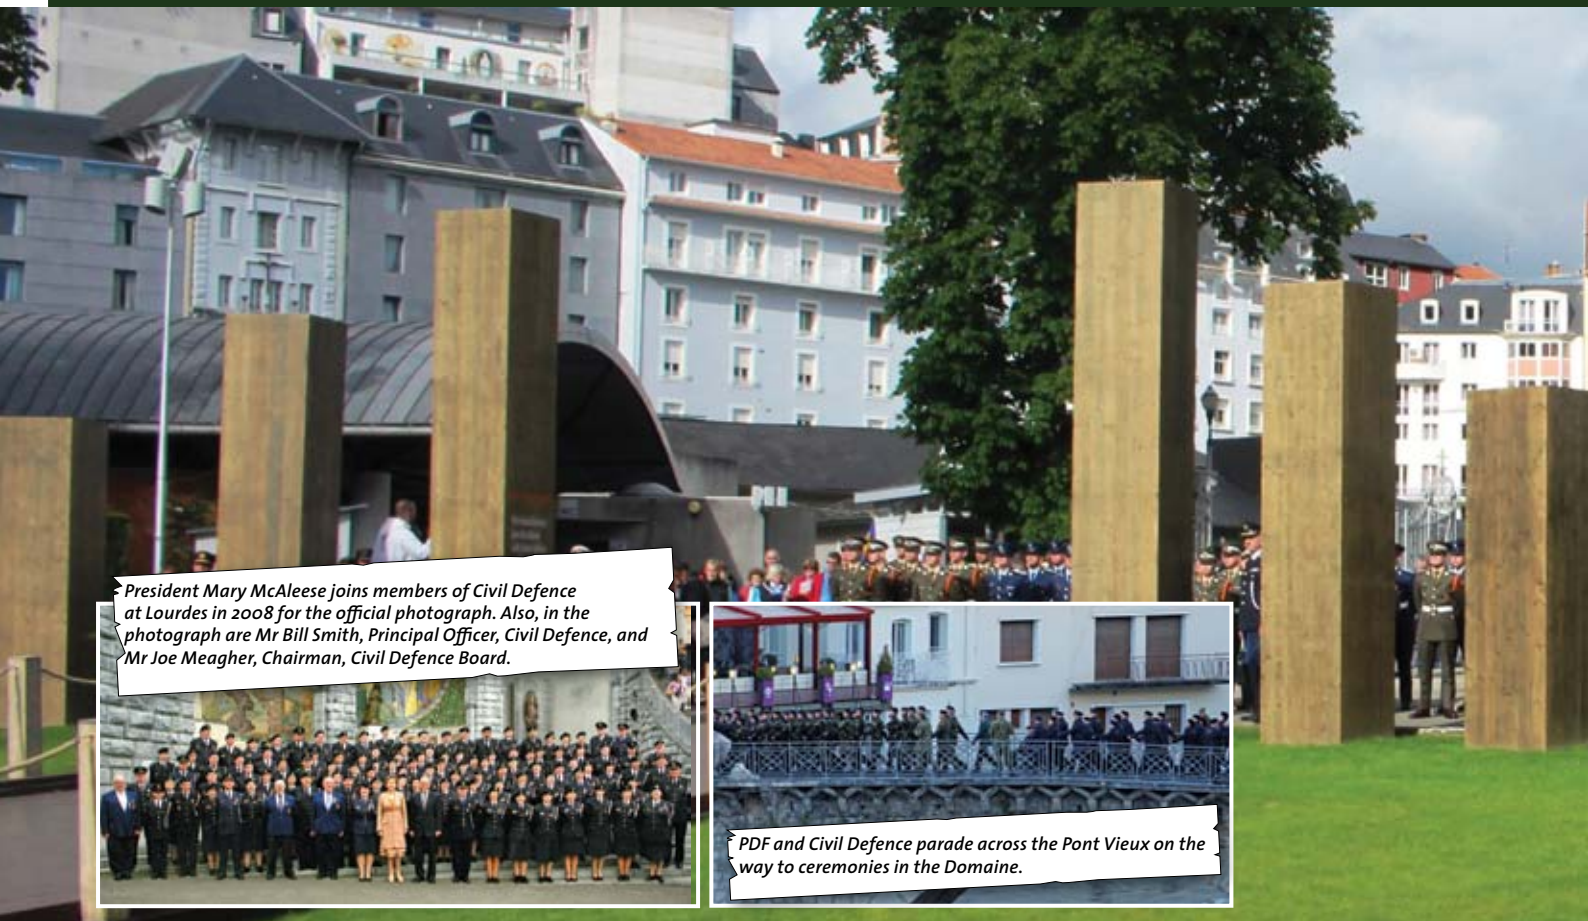 President Mary McAleese joins members of Civil Defence
at Lourdes in 2008 for the official photograph. Also, in the
photograph are Mr Bill Smith, Principal Officer, Civil Defence, and
Mr Joe Meagher, Chairman, Civil Defence Board.
PDF and Civil Defence parade across the Pont Vieux on the
way to ceremonies in the Domaine.